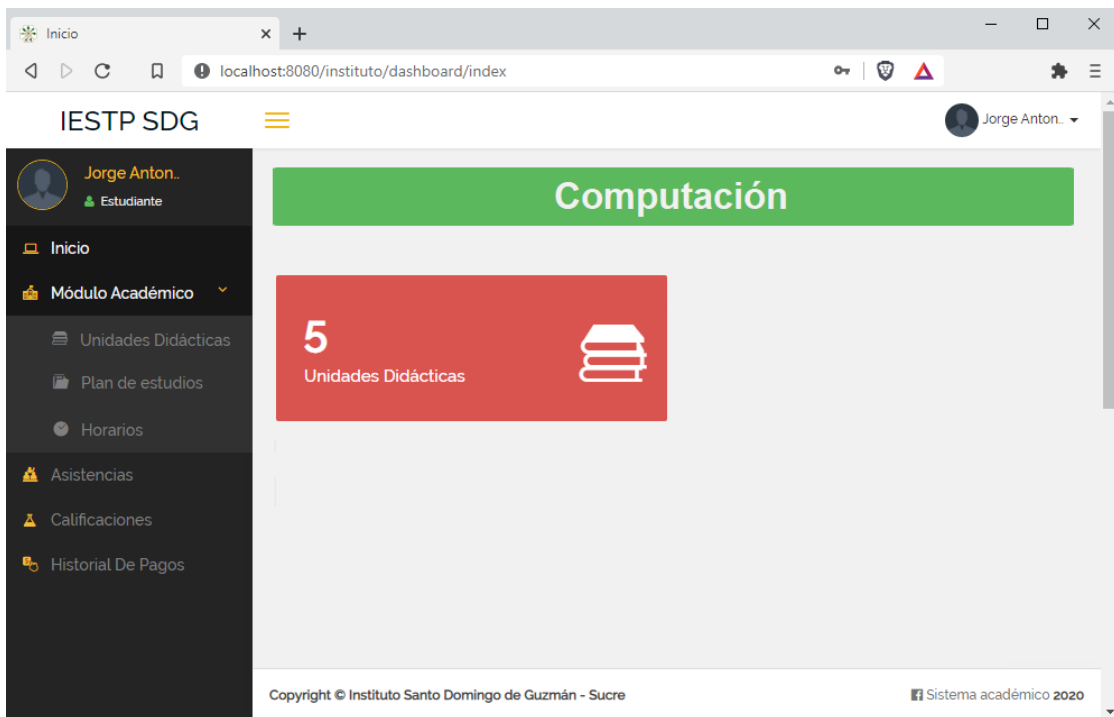 Inicio
localhost:8080/instituto/dashboard/index
IESTP SDG
Jorge Anton..
Jorge Anton..
Estudiante
Computación
Inicio
Módulo Académico
Unidades Didácticas
Plan de estudios
Horarios
Asistencias
Calificaciones
Historial De Pagos
5
Unidades Didácticas
Copyright © Instituto Santo Domingo de Guzmán - Sucre
Sistema académico 2020